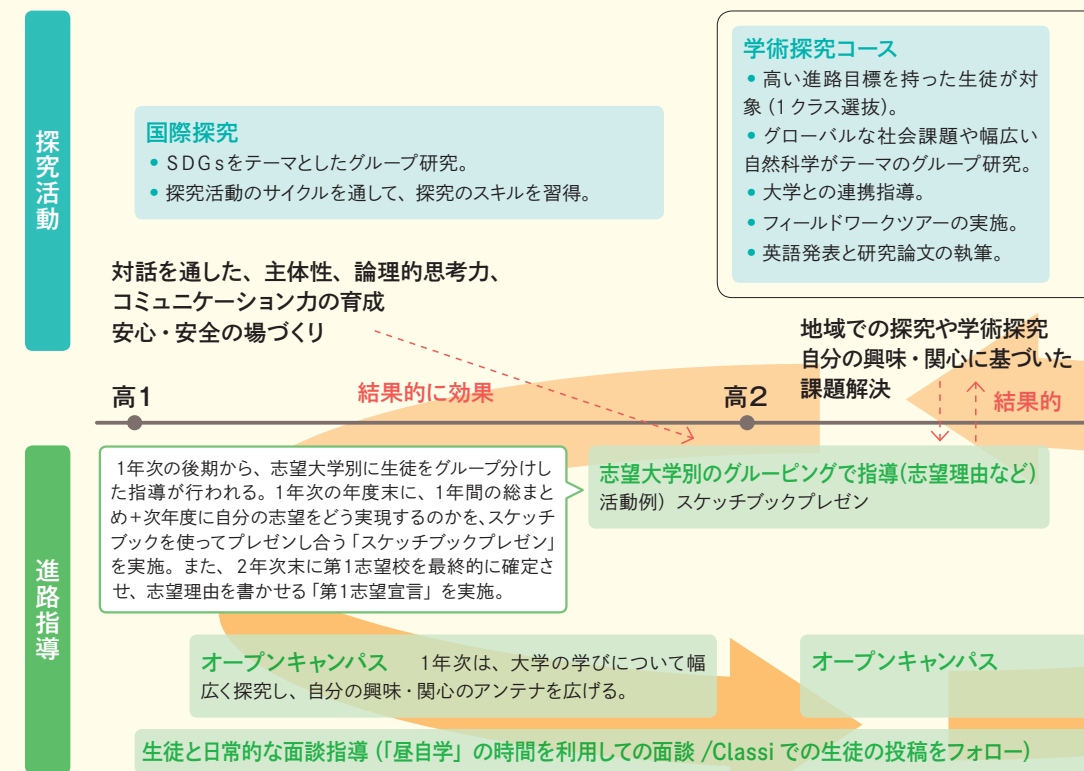 探究活動
国際探究
• SDGsをテーマとしたグループ研究。
• 探究活動のサイクルを通して、探究のスキルを習得。
学術探究コース
• 高い進路目標を持った生徒が対
象（1クラス選抜）。
• グローバルな社会課題や幅広い
自然科学がテーマのグループ研究。
• 大学との連携指導。
• フィールドワークツアーの実施。
• 英語発表と研究論文の執筆。
対話を通した、主体性、論理的思考力、
コミュニケーション力の育成
安心・安全の場づくり
地域での探究や学術探究
自分の興味・関心に基づいた
課題解決
結果的に効果
結果的
高1
高2
進路指導
1年次の後期から、志望大学別に生徒をグループ分けし
た指導が行われる。1年次の年度末に、1年間の総まと
め＋次年度に自分の志望をどう実現するのかを、スケッチ
ブックを使ってプレゼンし合う「スケッチブックプレゼン」
を実施。また、2年次末に第1志望校を最終的に確定さ
せ、志望理由を書かせる「第1志望宣言」を実施。
志望大学別のグルーピングで指導（志望理由など）
活動例）スケッチブックプレゼン
オープンキャンパス　1年次は、大学の学びについて幅
広く探究し、自分の興味・関心のアンテナを広げる。
オープンキャンパス
生徒と日常的な面談指導（「昼自学」の時間を利用しての面談 /Classi での生徒の投稿をフォロー）